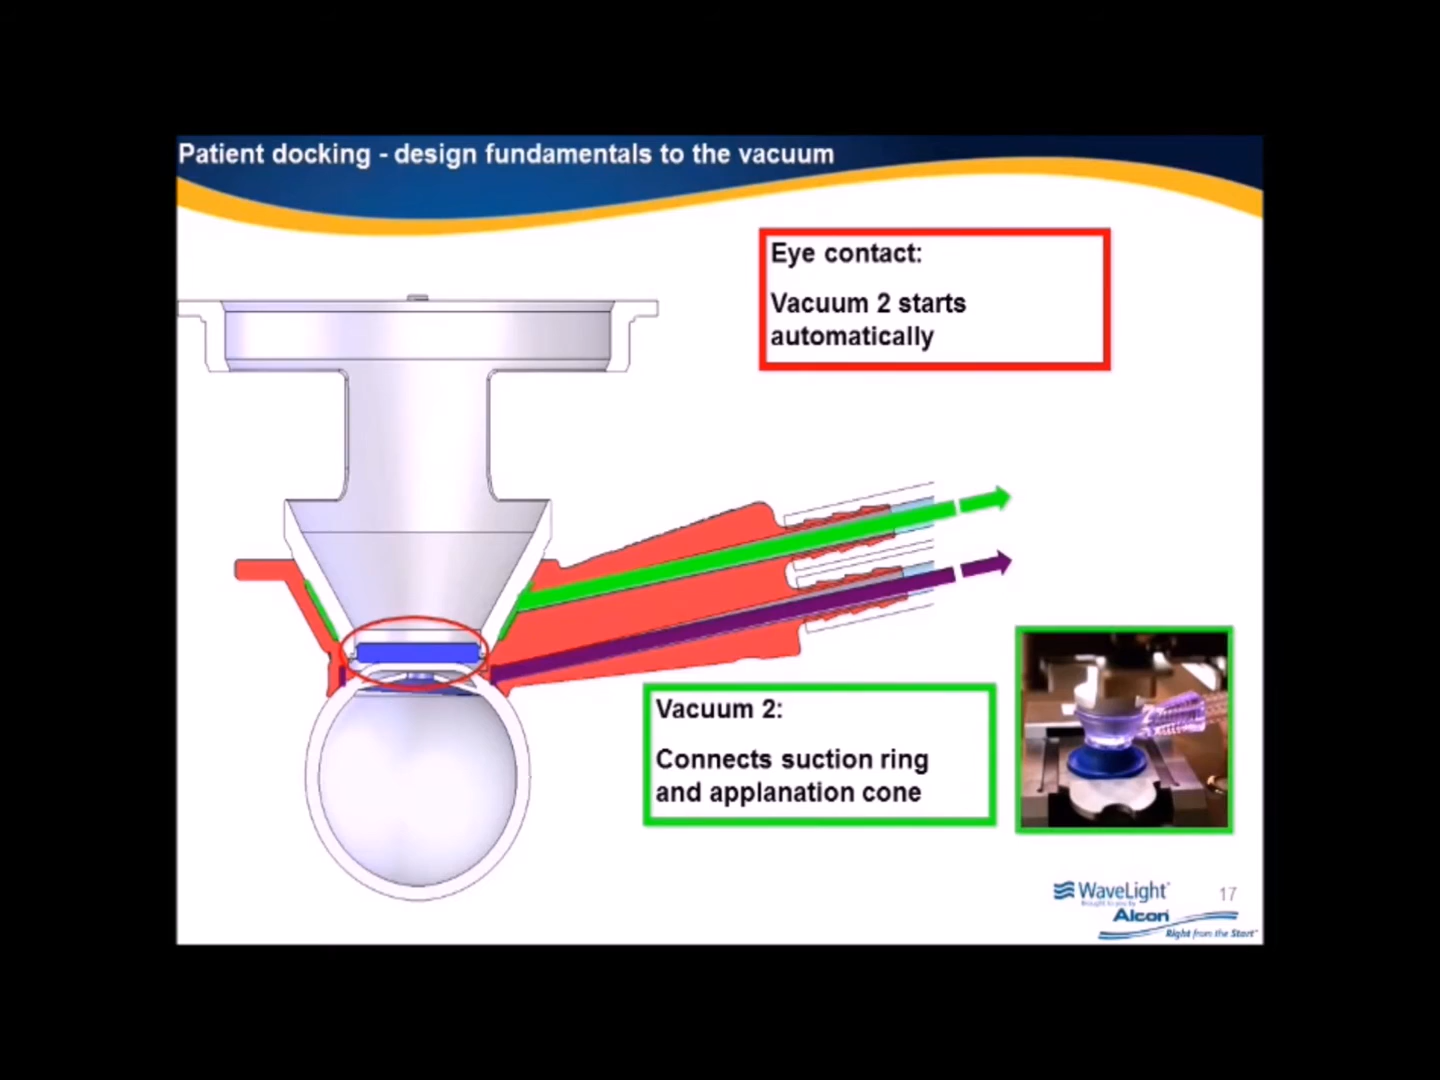 Patient docking - design fundamentals to the vacuum
Eye contact:
Vacuum 2 starts
automatically
Vacuum 2:
Connects suction ring
and applanation cone
WaveLight
Brought to you by
Alcon
Right from the Start
17